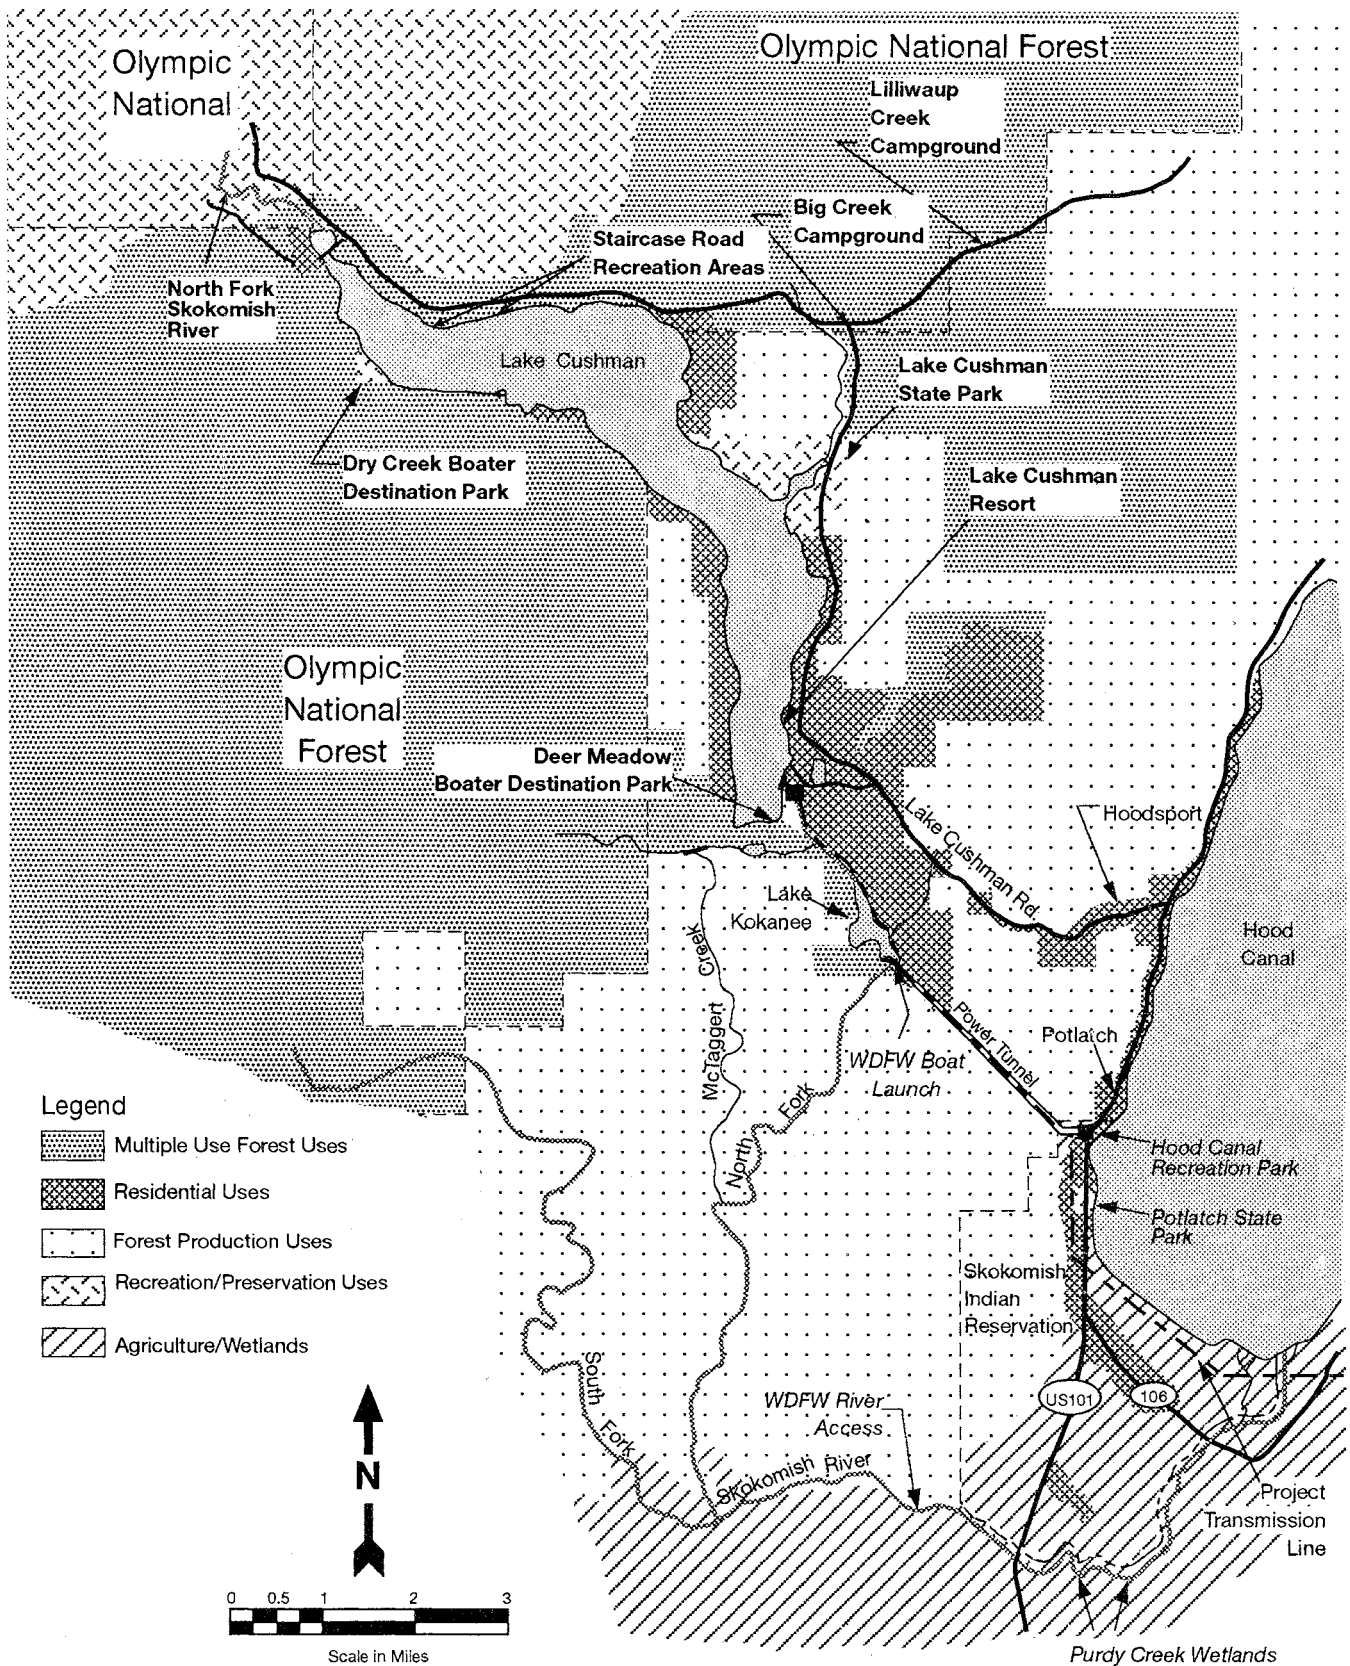 Olympic
National
Olympic National Forest
Lilliwaup
Creek
Campground
Big Creek
Campground
Staircase Road
Recreation Areas
North Fork
Skokomish
River
Lake Cushman
Lake Cushman
State Park
Dry Creek Boater
Destination Park
Lake Cushman
Resort
Olympic
National
Forest
Deer Meadow
Boater Destination Park
Lake Cushman Rd.
Hoodsport
Lake
Kokanee
Hood
Canal
McTaggert Creek
Power Tunnel
Potlatch
WDFW Boat
Launch
North Fork
Hood Canal
Recreation Park
Potlatch State
Park
Skokomish
Indian
Reservation
Legend
Multiple Use Forest Uses
Residential Uses
Forest Production Uses
Recreation/Preservation Uses
Agriculture/Wetlands
South Fork
US101
106
WDFW River
Access
Skokomish River
N
Project
Transmission
Line
0 0.5 1 2 3
Scale in Miles
Purdy Creek Wetlands